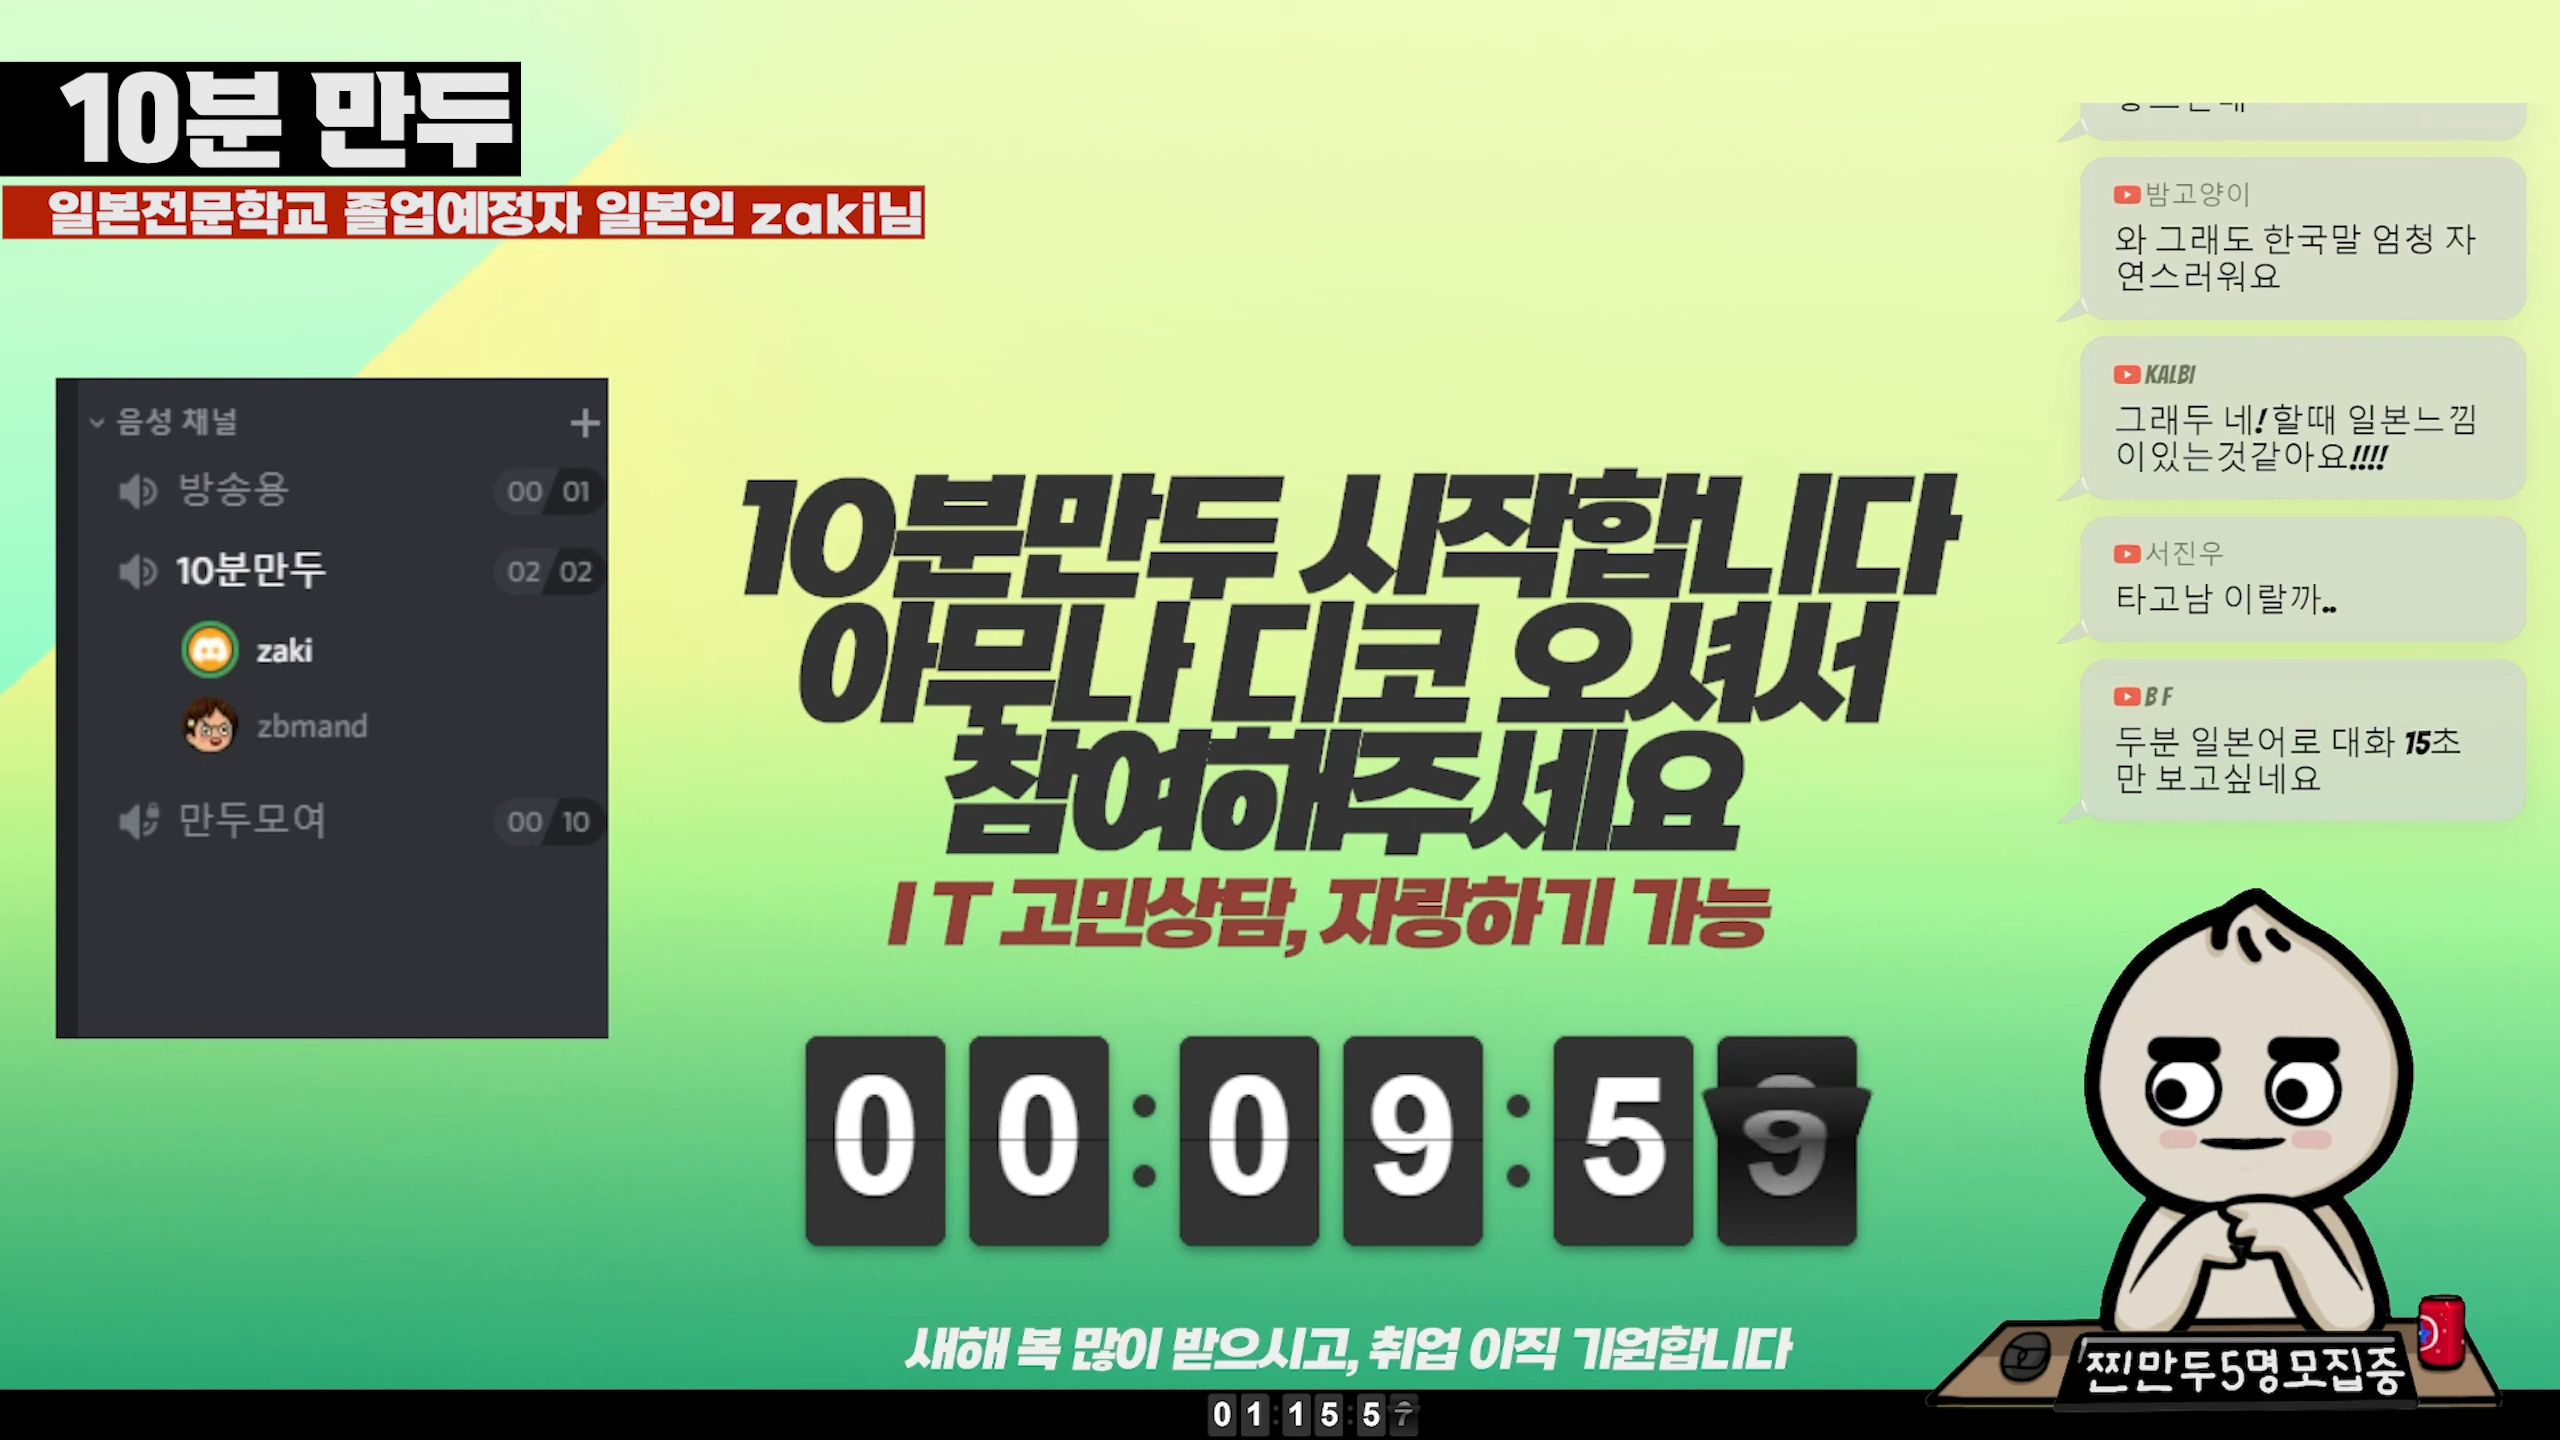 10분 만두
일본전문학교 졸업예정자 일본인 zaki님
음성 채널
방송용 00 01
10분만두 02 02
zaki
zbmand
만두모여 00 10
10분만두 시작합니다
아무나 디코 오셔서
참여해주세요
I T 고만상담, 자랑하기 가능
00:09:59
새해 복 많이 받으시고, 취업 이직 기원합니다
01:15:57
밤고양이
와 그래도 한국말 엄청 자
연스러워요
KALBI
그래두 네! 할때 일본느낌
이있는것같아요!!!!
서진우
타고남 이랄까..
B F
두분 일본어로 대화 15초
만 보고싶네요
찐만두5명모집중